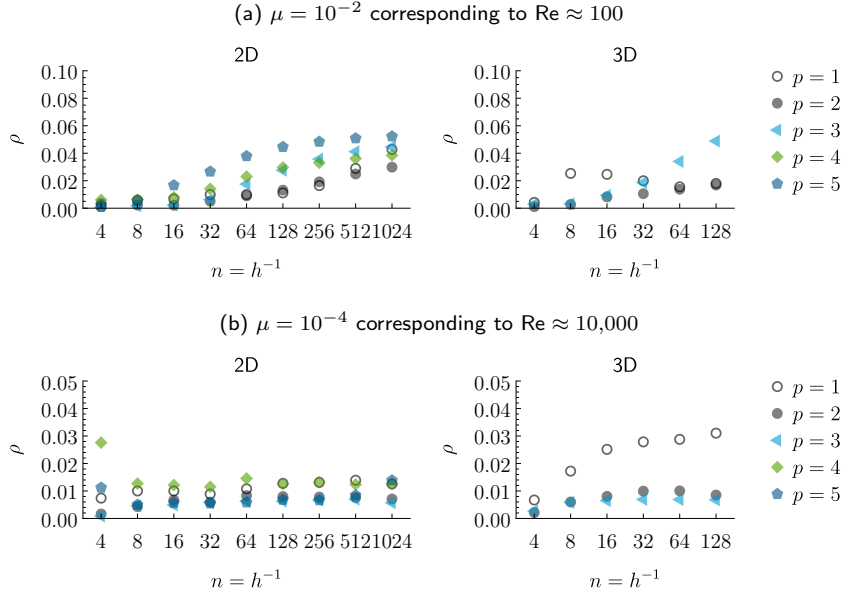 (a) μ = 10⁻² corresponding to Re ≈ 100
2D
0.10
0.08
0.06
0.04
0.02
0.00
ρ
4 8 16 32 64 128 256 512 1024
n = h⁻¹
3D
0.10
0.08
0.06
0.04
0.02
0.00
ρ
4 8 16 32 64 128
n = h⁻¹
p = 1
p = 2
p = 3
p = 4
p = 5
(b) μ = 10⁻⁴ corresponding to Re ≈ 10,000
2D
0.05
0.04
0.03
0.02
0.01
0.00
ρ
4 8 16 32 64 128 256 512 1024
n = h⁻¹
3D
0.05
0.04
0.03
0.02
0.01
0.00
ρ
4 8 16 32 64 128
n = h⁻¹
p = 1
p = 2
p = 3
p = 4
p = 5